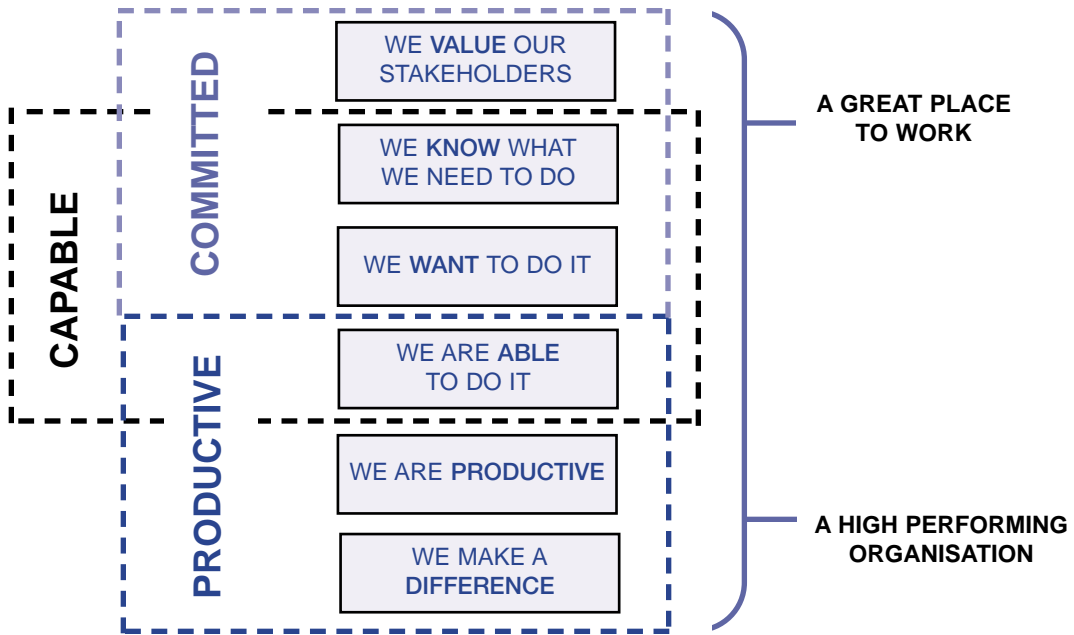 CAPABLE
COMMITTED
PRODUCTIVE
WE VALUE OUR
STAKEHOLDERS
WE KNOW WHAT
WE NEED TO DO
WE WANT TO DO IT
WE ARE ABLE
TO DO IT
WE ARE PRODUCTIVE
WE MAKE A
DIFFERENCE
A GREAT PLACE
TO WORK
A HIGH PERFORMING
ORGANISATION